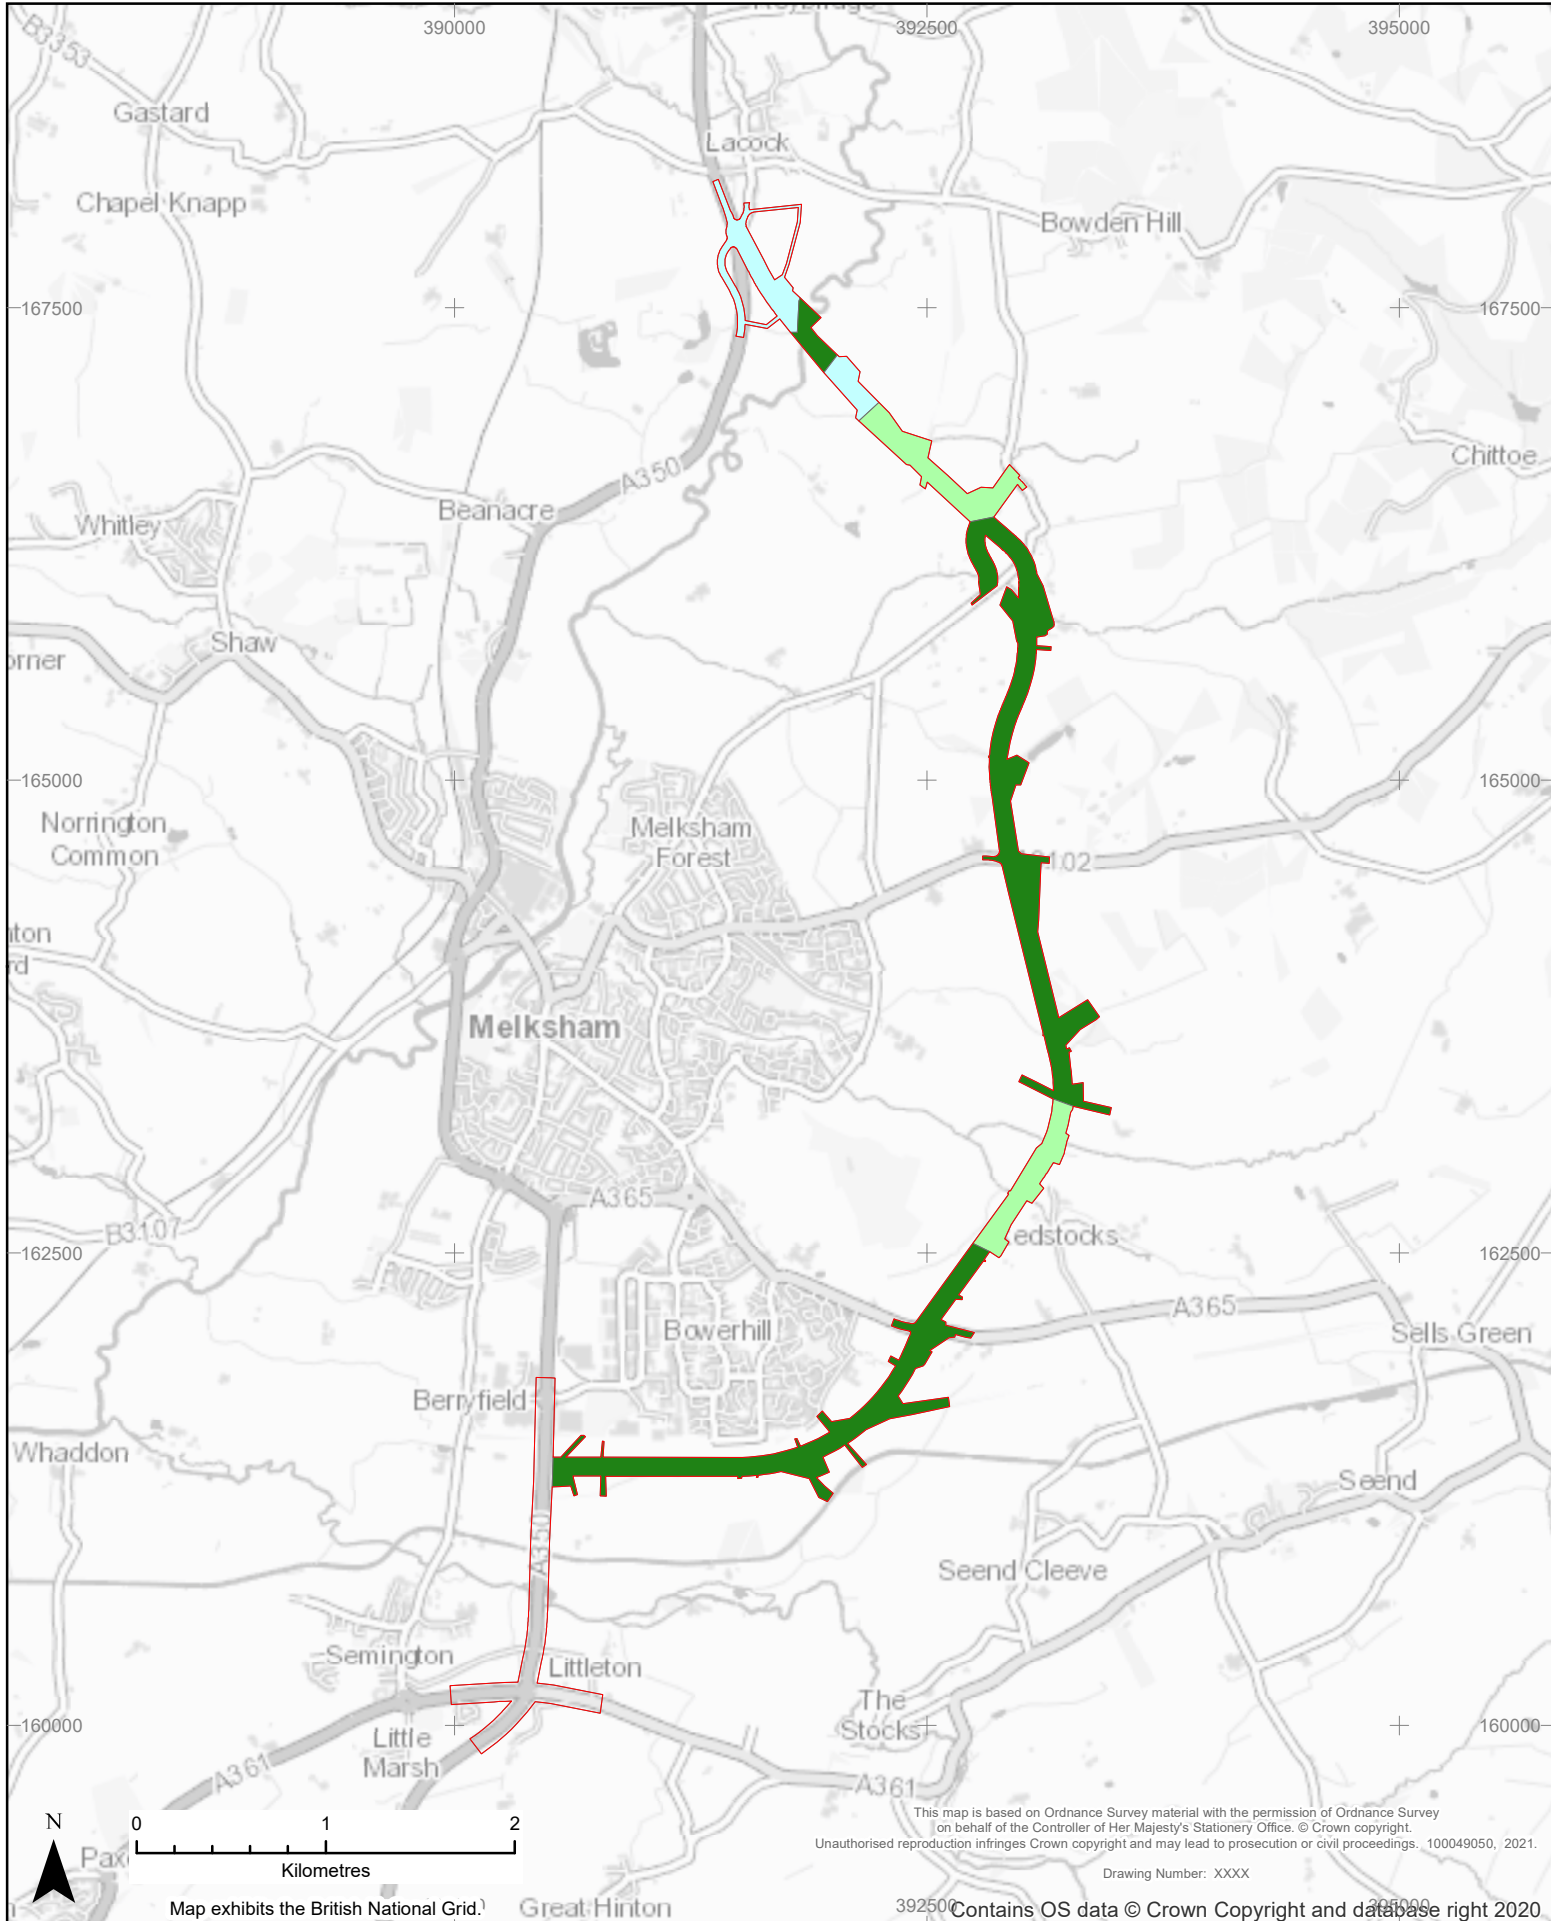 390000
392500
395000
B3353
Gastard
Lacock
Chapel Knapp
Bowden Hill
167500
167500
A350
Chittoe
Beanacre
Whitley
Shaw
orner
165000
165000
Norrington
Common
Melksham
Forest
Melksham
A365
B3107
162500
162500
edstocks
A365
Bowerhill
Sells Green
Berryfield
Whaddon
Seend
A350
Seend Cleeve
Semington
Littleton
The
Stocks
160000
160000
Little
Marsh
A361
A361
N
0 1 2
Kilometres
Map exhibits the British National Grid.
Great Hinton
This map is based on Ordnance Survey material with the permission of Ordnance Survey
on behalf of the Controller of Her Majesty's Stationery Office. © Crown copyright.
Unauthorised reproduction infringes Crown copyright and may lead to prosecution or civil proceedings. 100049050, 2021.
Drawing Number: XXXX
392500
395000
Contains OS data © Crown Copyright and database right 2020